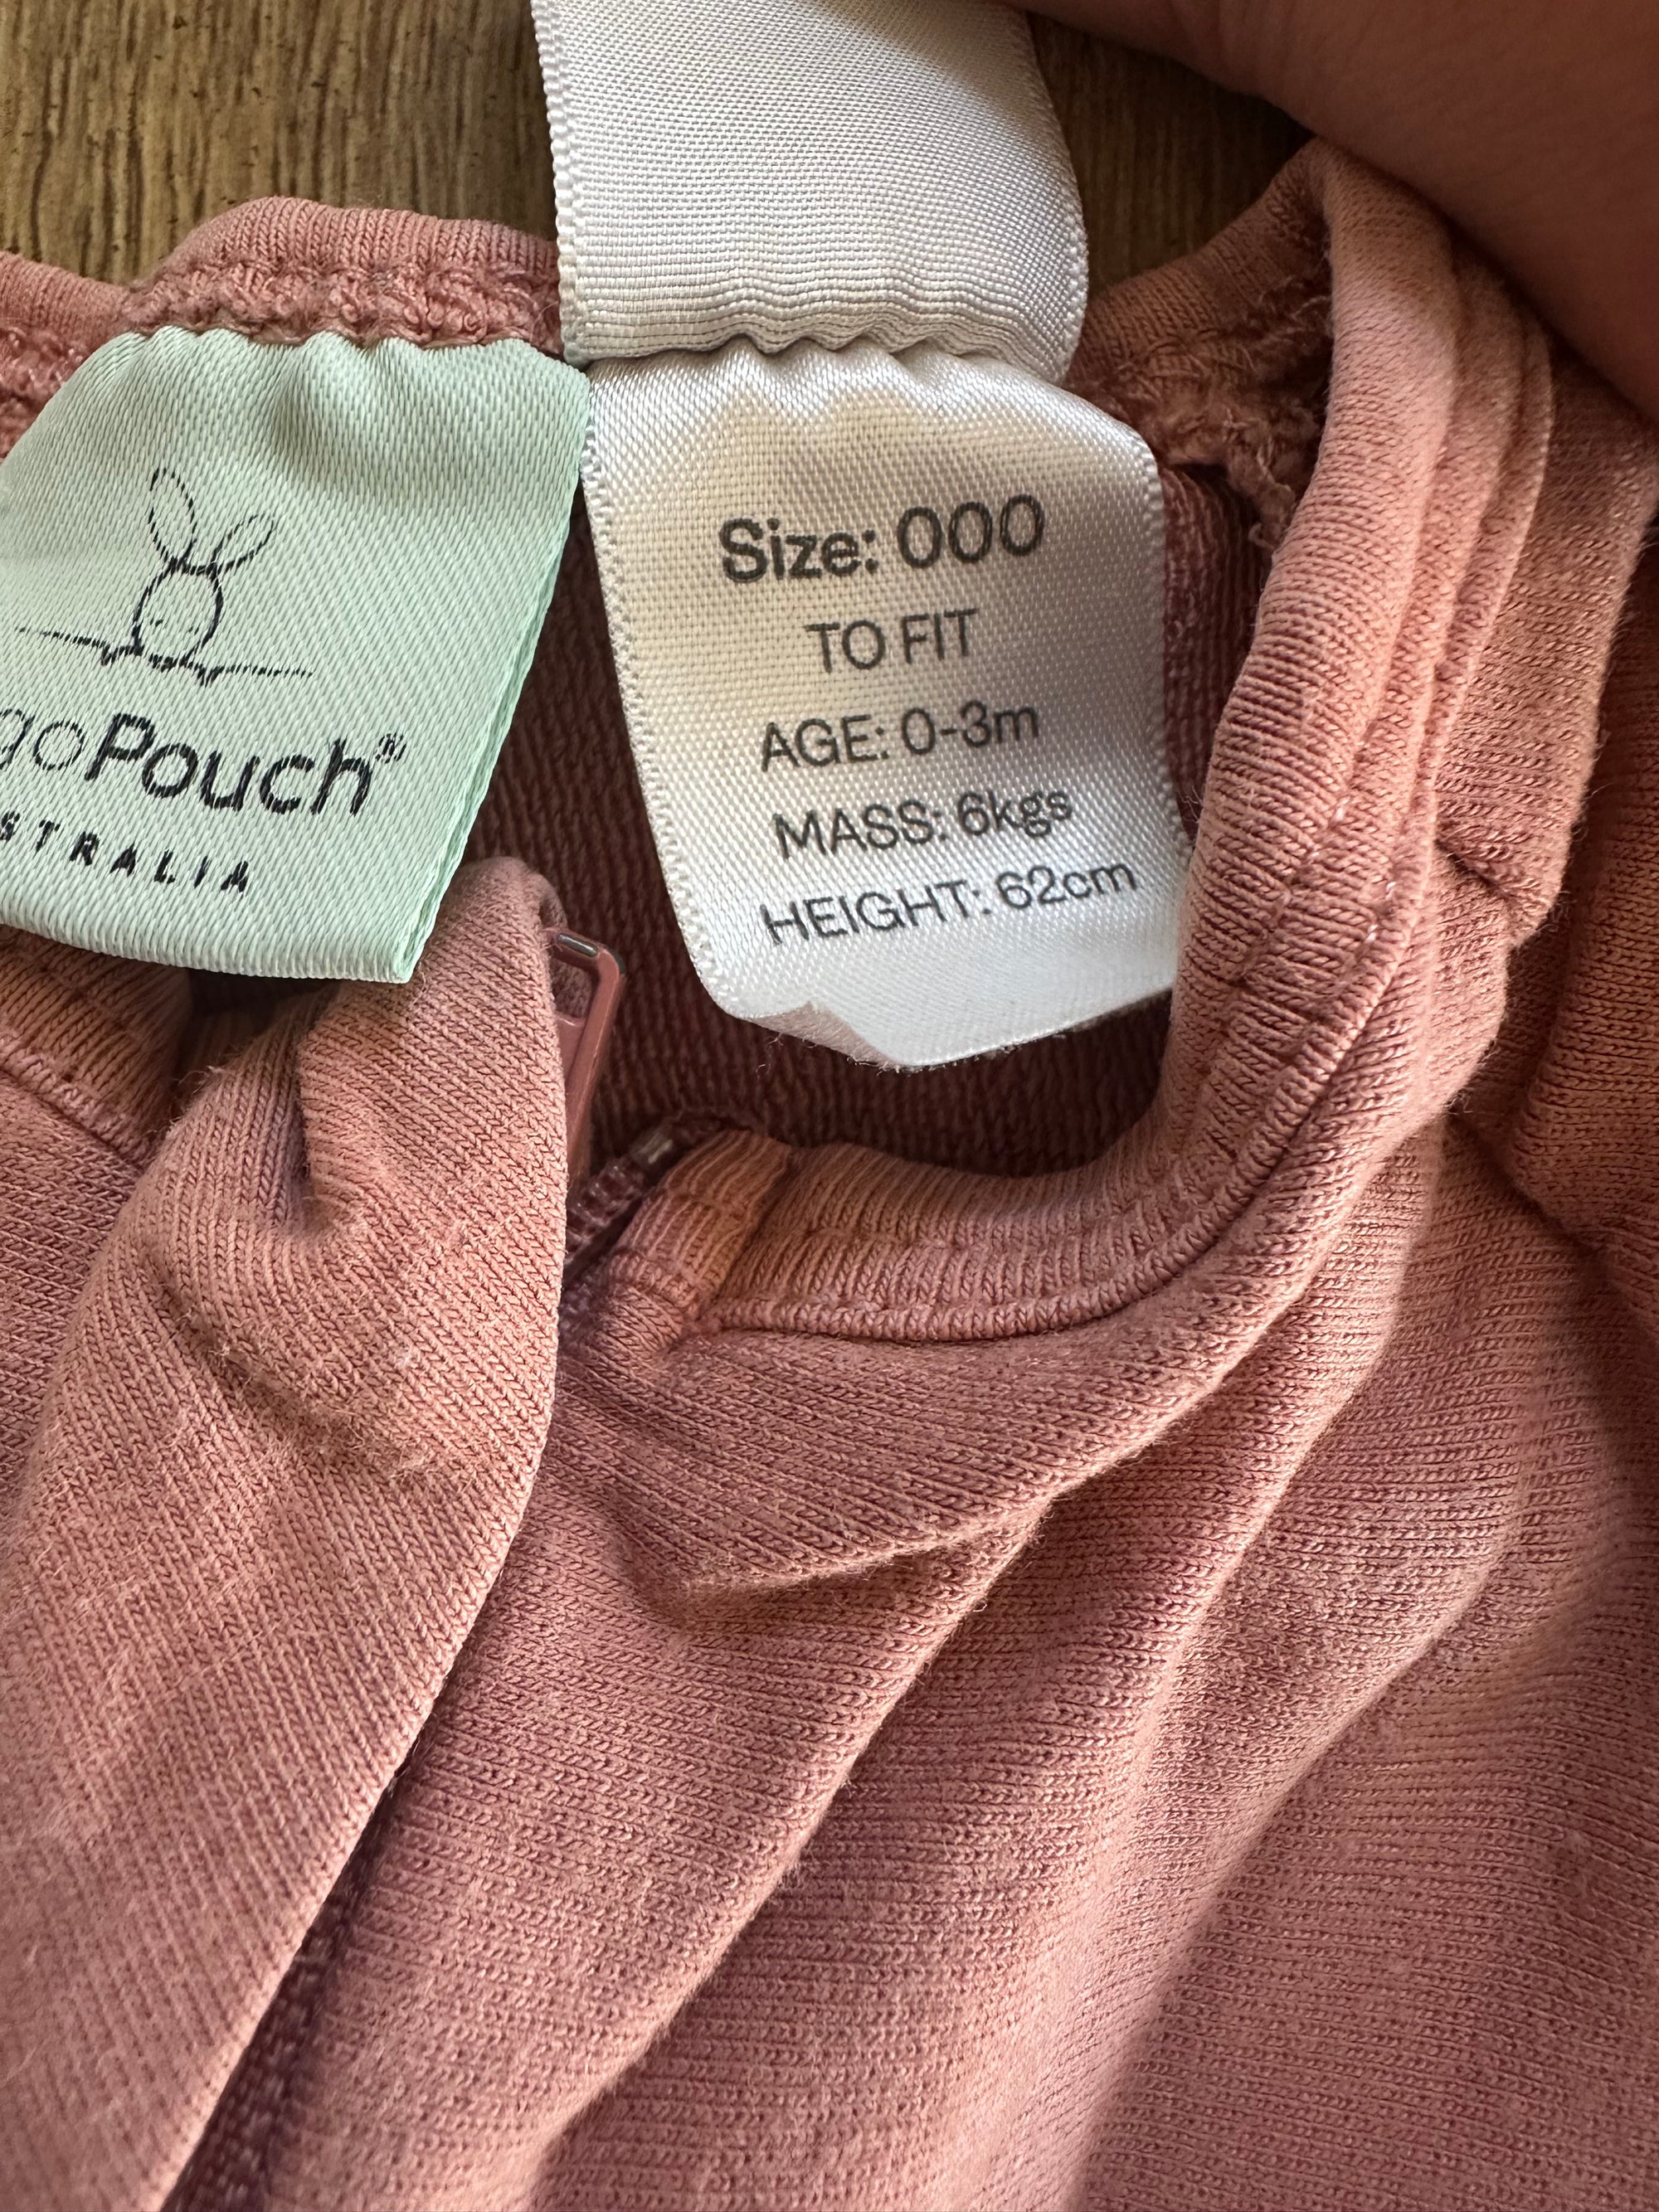 goPouch®
STRALIA
Size: 000
TO FIT
AGE: 0-3m
MASS: 6kgs
HEIGHT: 62cm